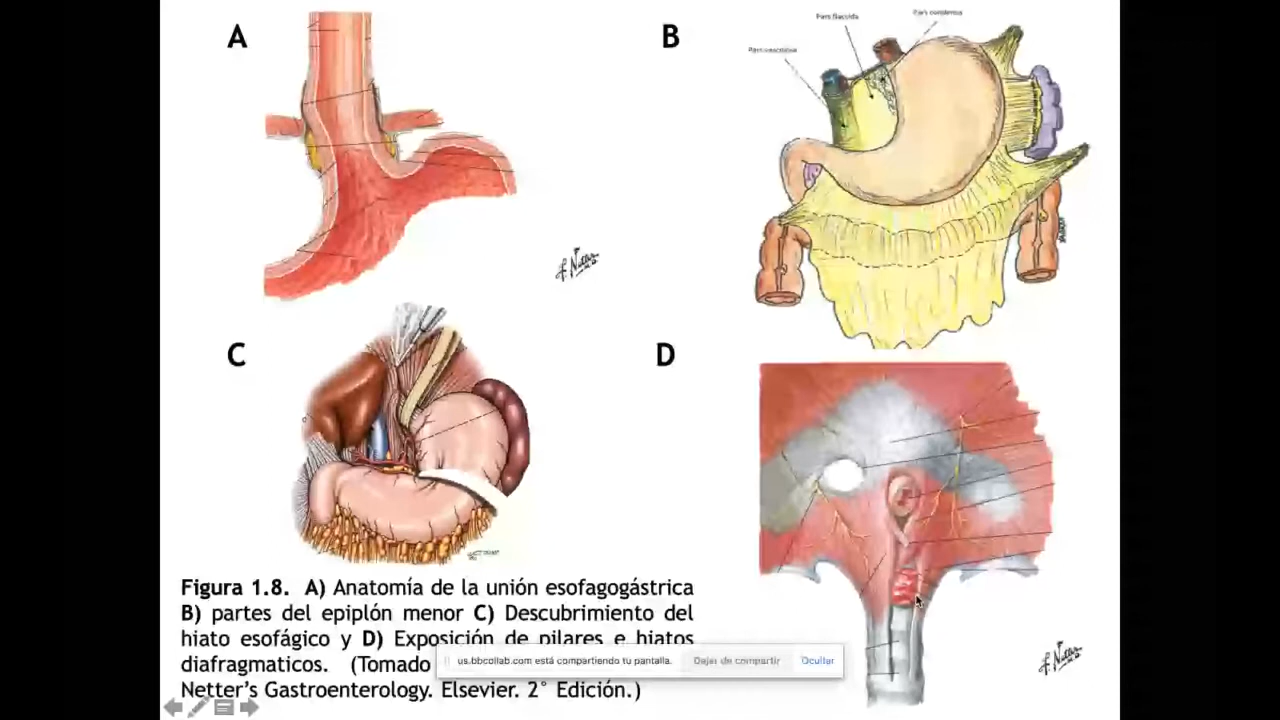 A
B
Pars flaccida
Pars condensa
Pars vasculosa
F. Netter
M.D.
C
D
Figura 1.8. A) Anatomía de la unión esofagogástrica
B) partes del epiplón menor C) Descubrimiento del
hiato esofágico y D) Exposición de pilares e hiatos
diafragmaticos. (Tomado
us.bbcollab.com está compartiendo tu pantalla.
Dejar de compartir
Ocultar
Netter's Gastroenterology. Elsevier. 2° Edición.)
F. Netter
M.D.